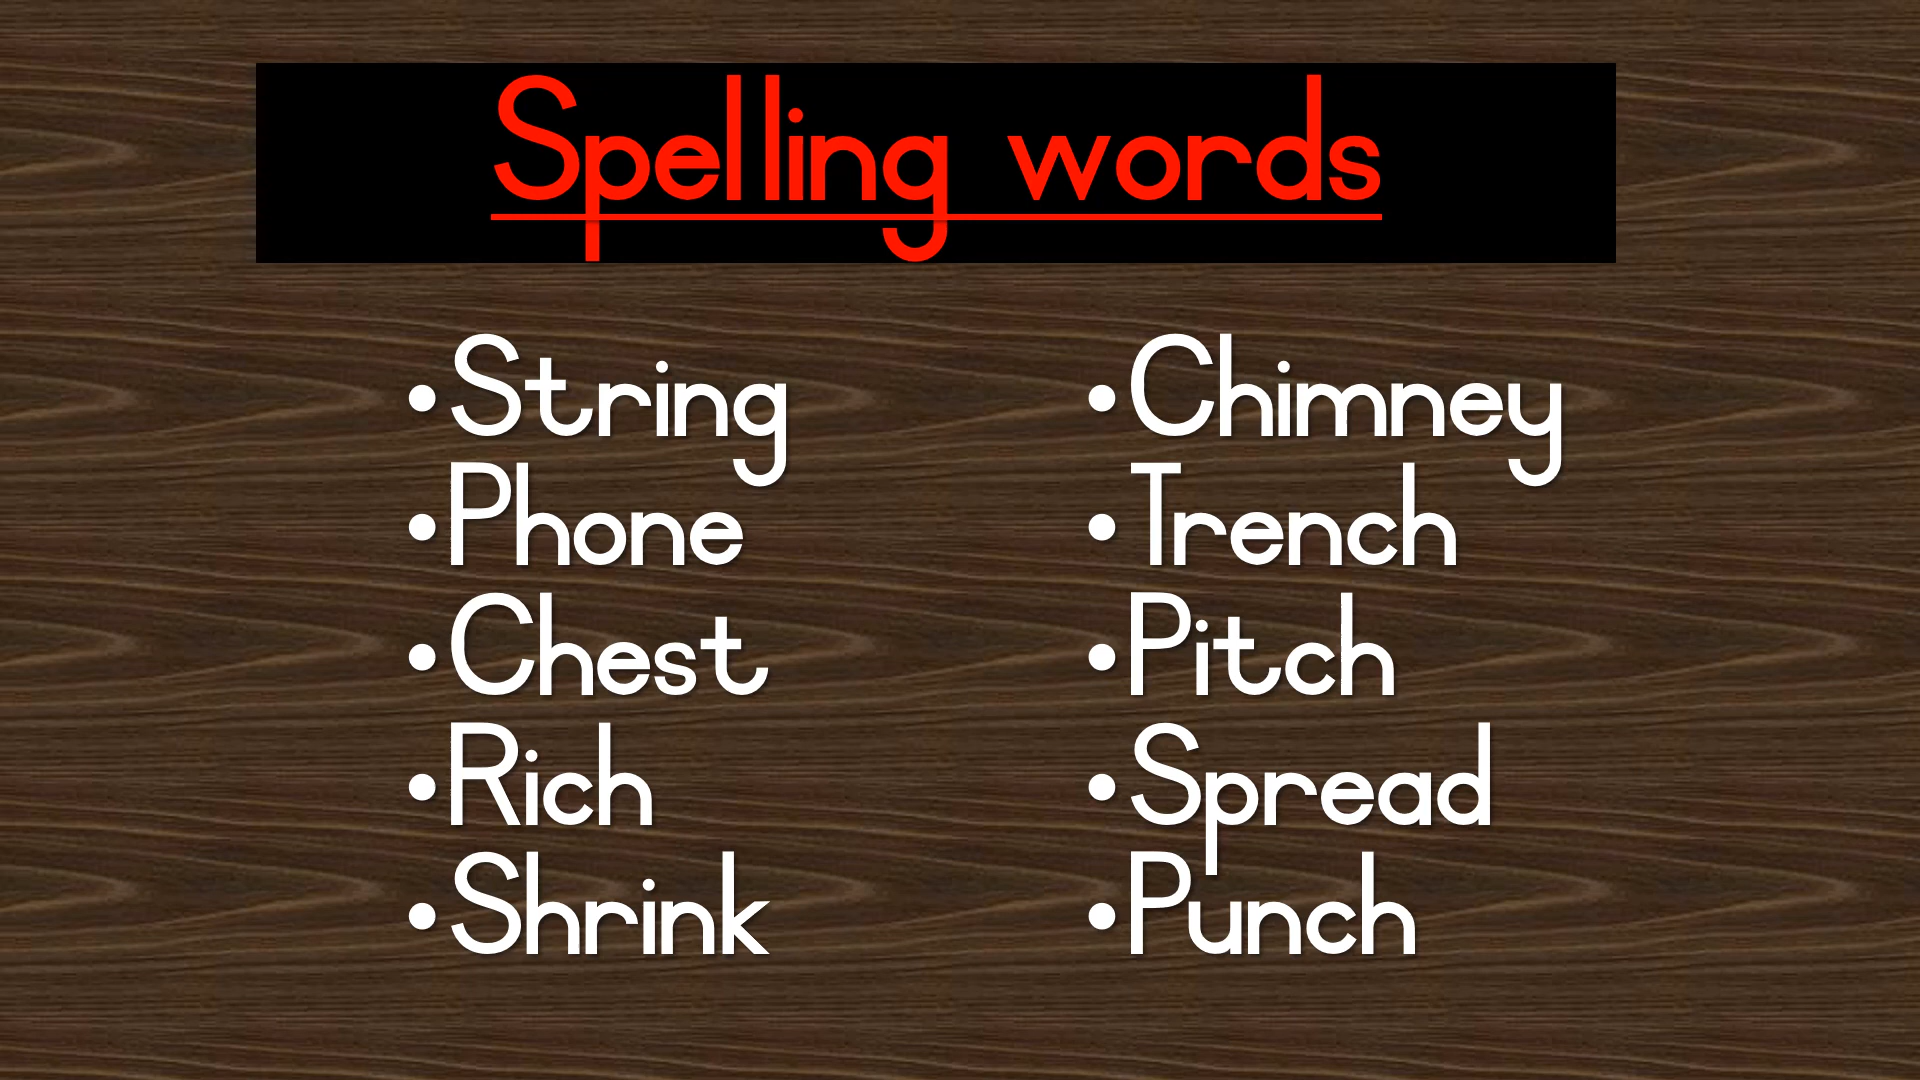 Spelling words
•String
•Phone
•Chest
•Rich
•Shrink
•Chimney
•Trench
•Pitch
•Spread
•Punch